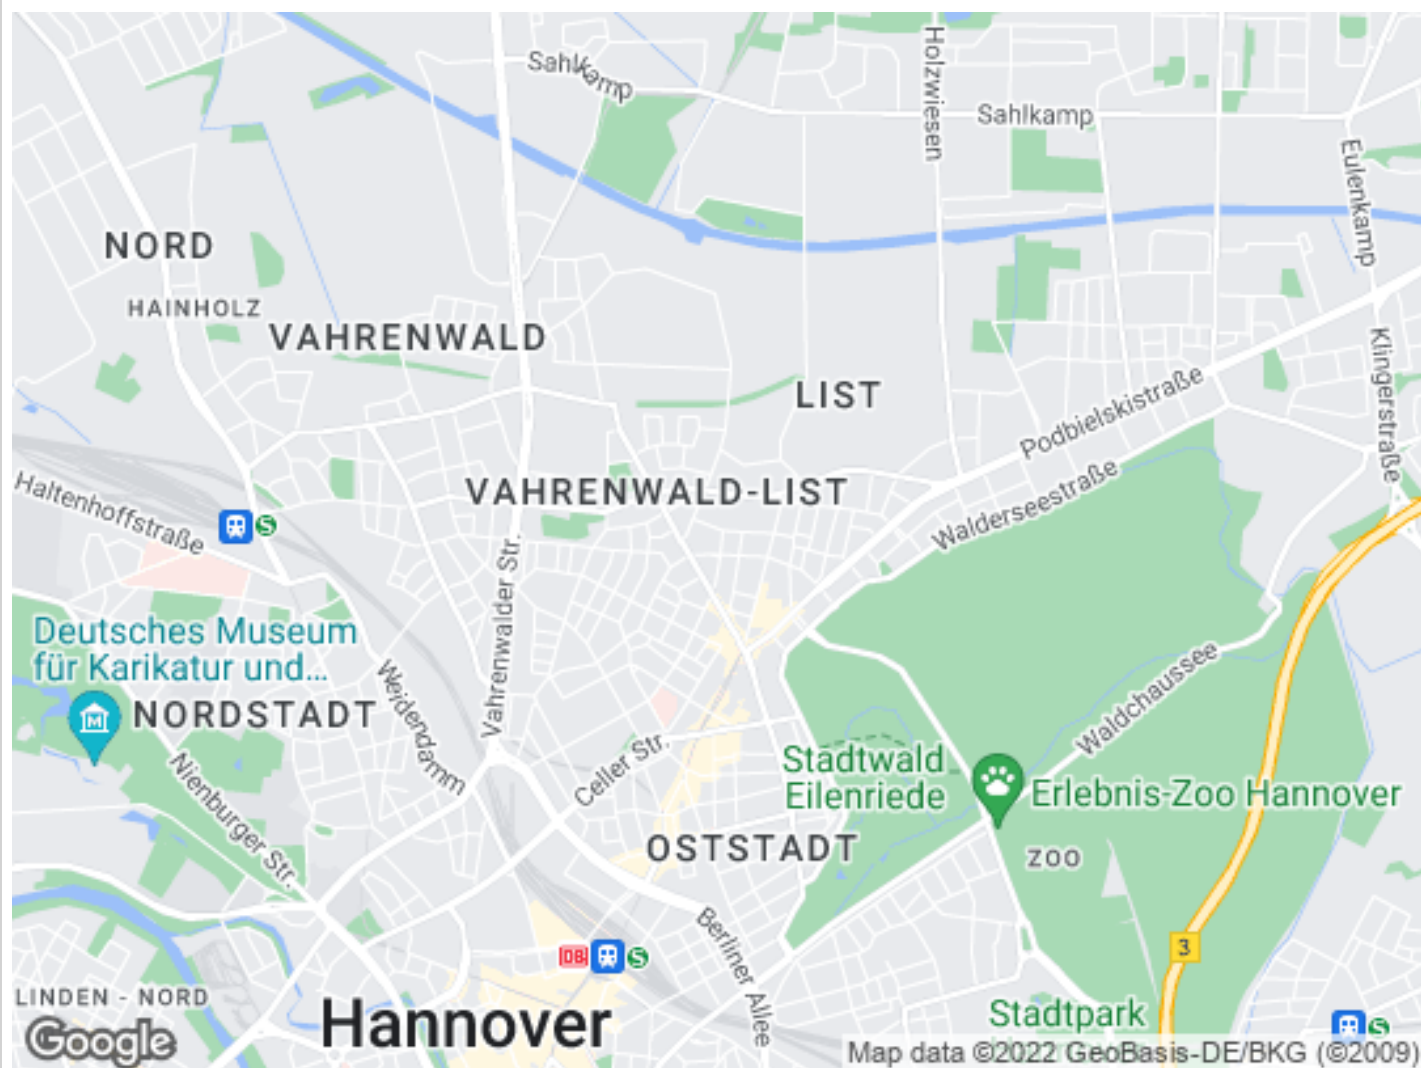 Sahlkamp
Holzwiesen
Sahlkamp
Eulenkamp
NORD
HAINHOLZ
VAHRENWALD
LIST
Klingerstraße
Podbielskistraße
VAHRENWALD-LIST
Haltenhoffstraße
S
Walderseestraße
Vahrenwalder Str.
Deutsches Museum
für Karikatur und...
Weidendamm
Waldchaussee
M
NORDSTADT
Celler Str.
Nienburger Str.
Stadtwald
Eilenriede
Erlebnis-Zoo Hannover
OSTSTADT
ZOO
Berliner Allee
3
DB
S
LINDEN - NORD
Hannover
Stadtpark
S
Google
Map data ©2022 GeoBasis-DE/BKG (©2009)